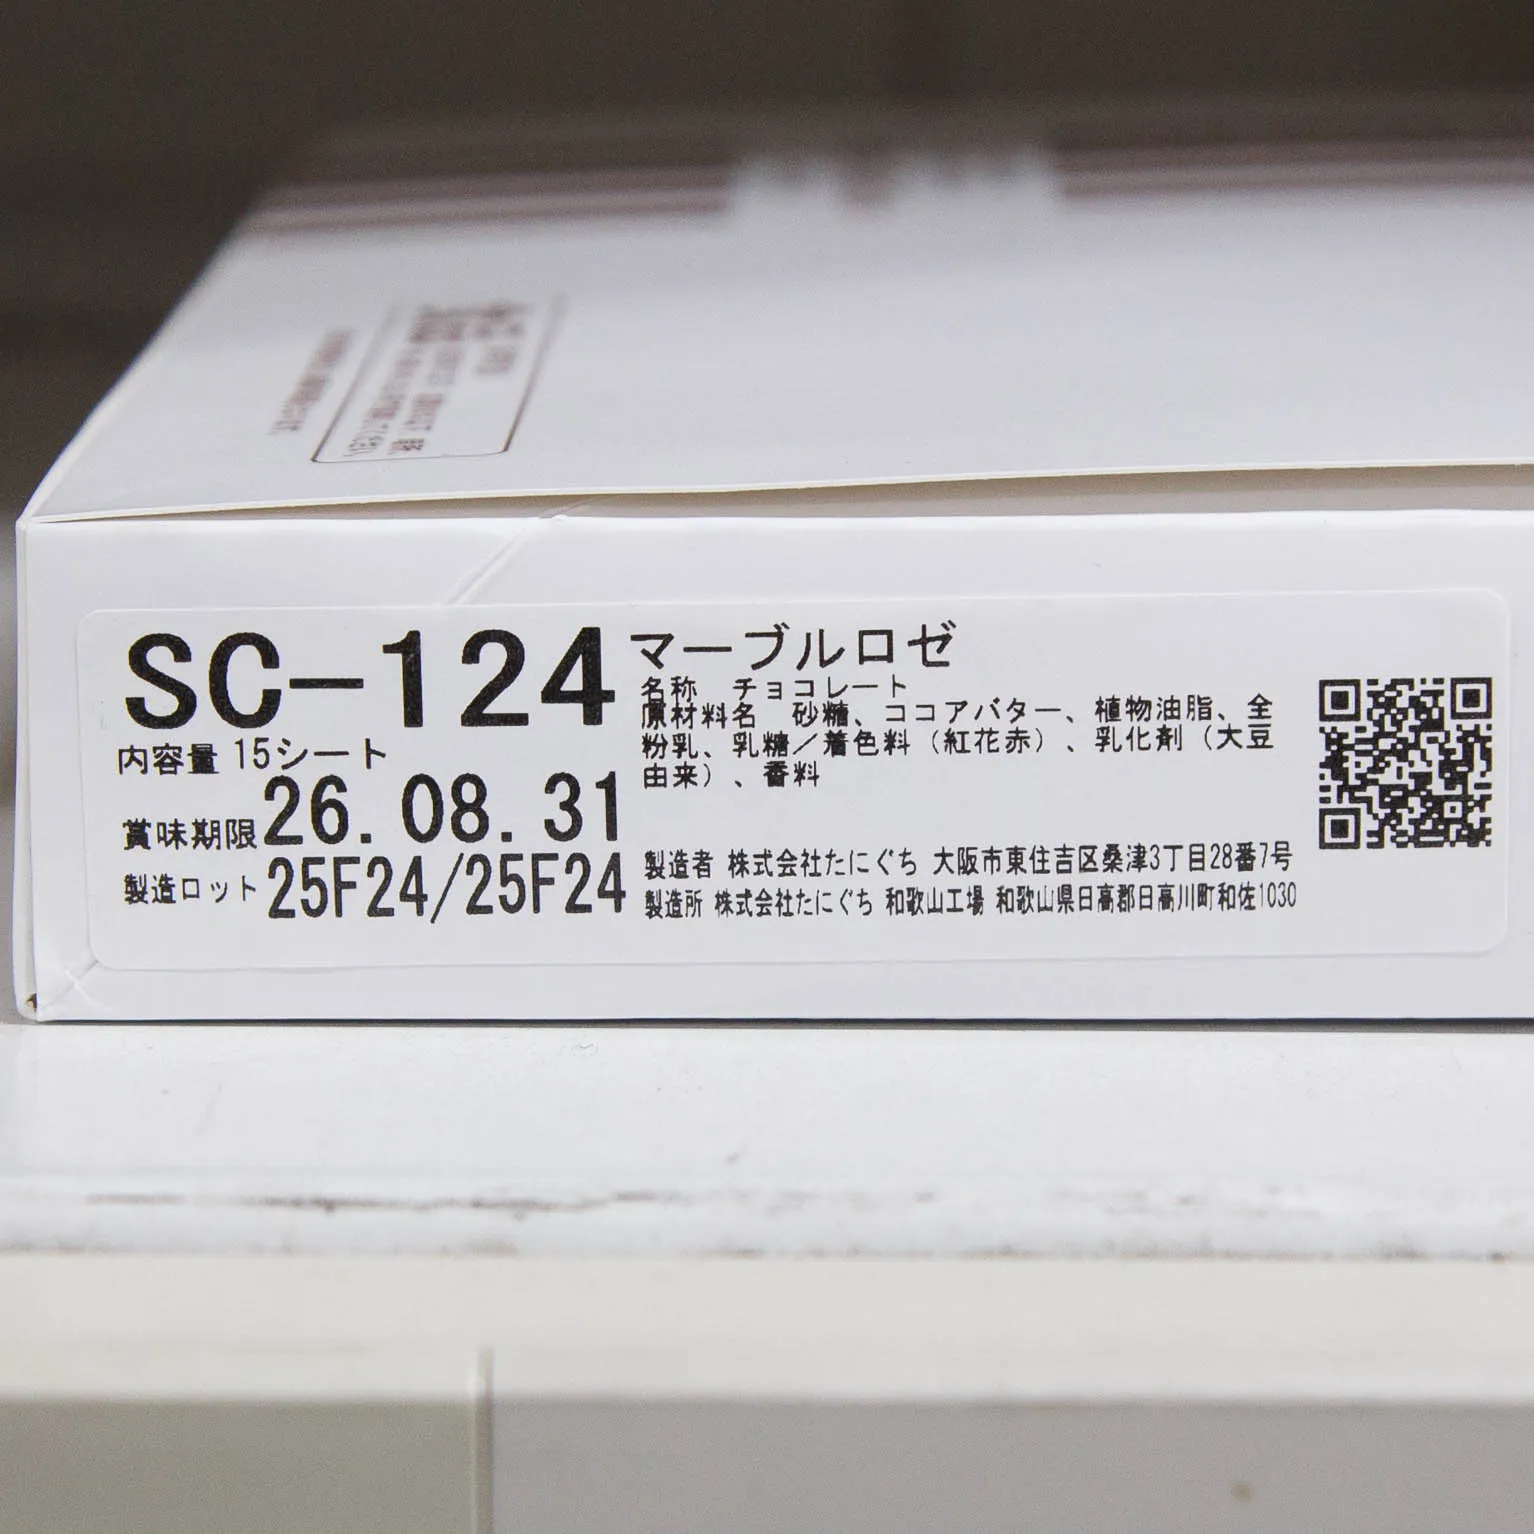 SC-124
内容量 15シート
賞味期限 26.08.31
製造ロット 25F24/25F24
マーブルロゼ
名称 チョコレート
原材料名 砂糖、ココアバター、植物油脂、全
粉乳、乳糖／着色料（紅花赤）、乳化剤（大豆
由来）、香料
製造者 株式会社たにぐち 大阪市東住吉区桑津3丁目28番7号
製造所 株式会社たにぐち 和歌山工場 和歌山県日高郡日高川町和佐1030